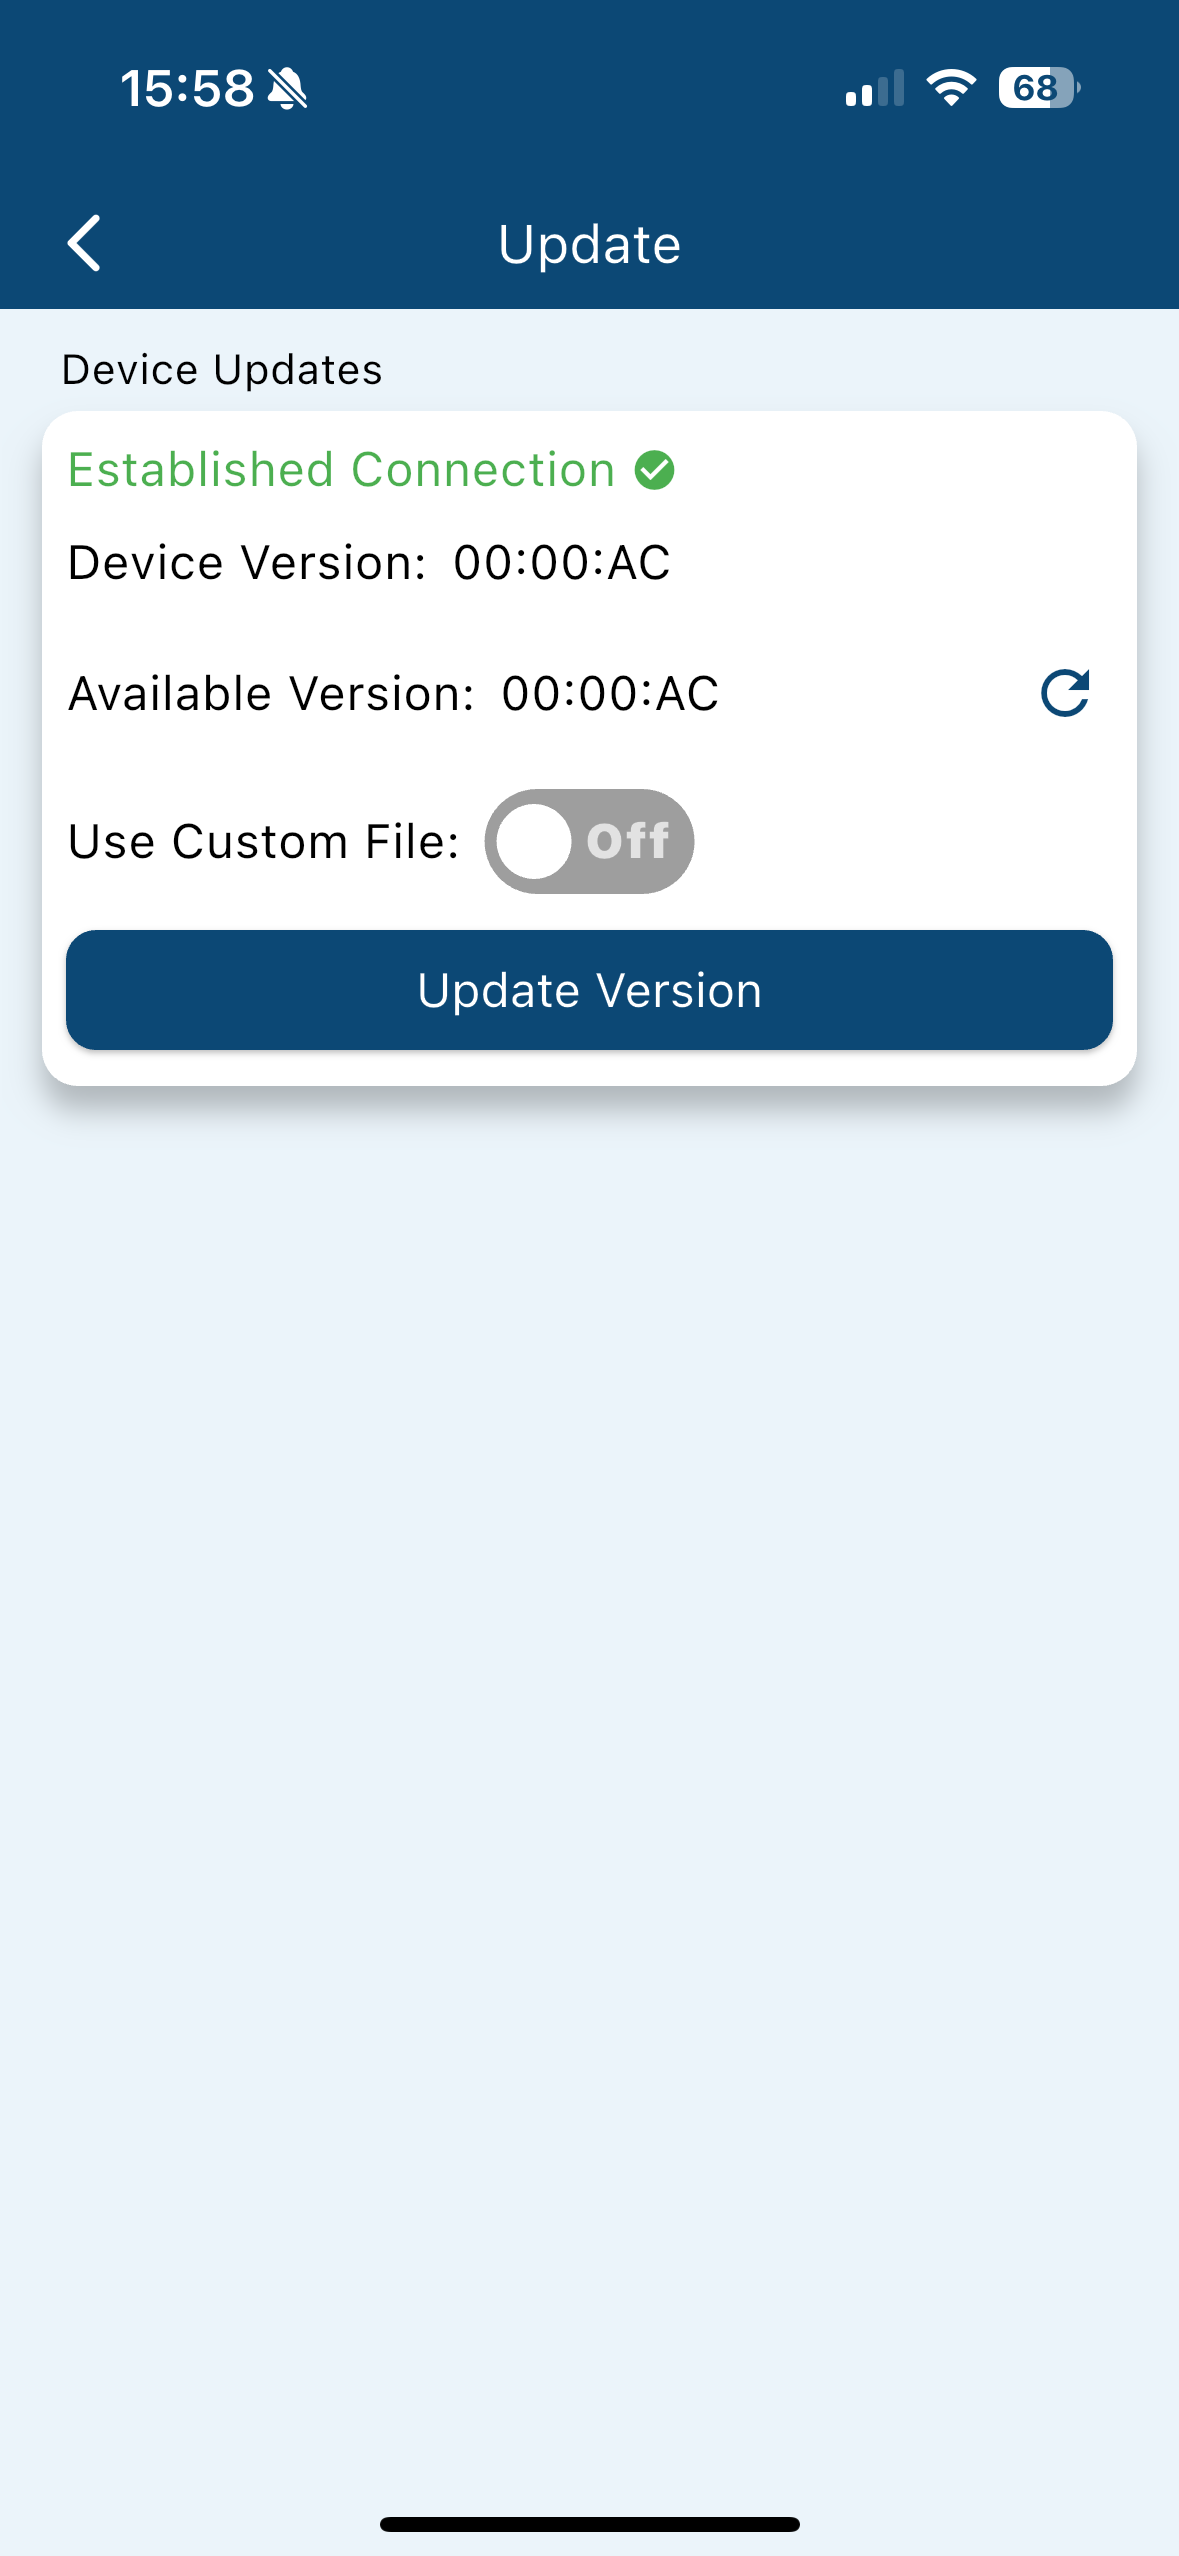 15:58
68
Update
Device Updates
Established Connection
Device Version: 00:00:AC
Available Version: 00:00:AC
Use Custom File: Off
Update Version